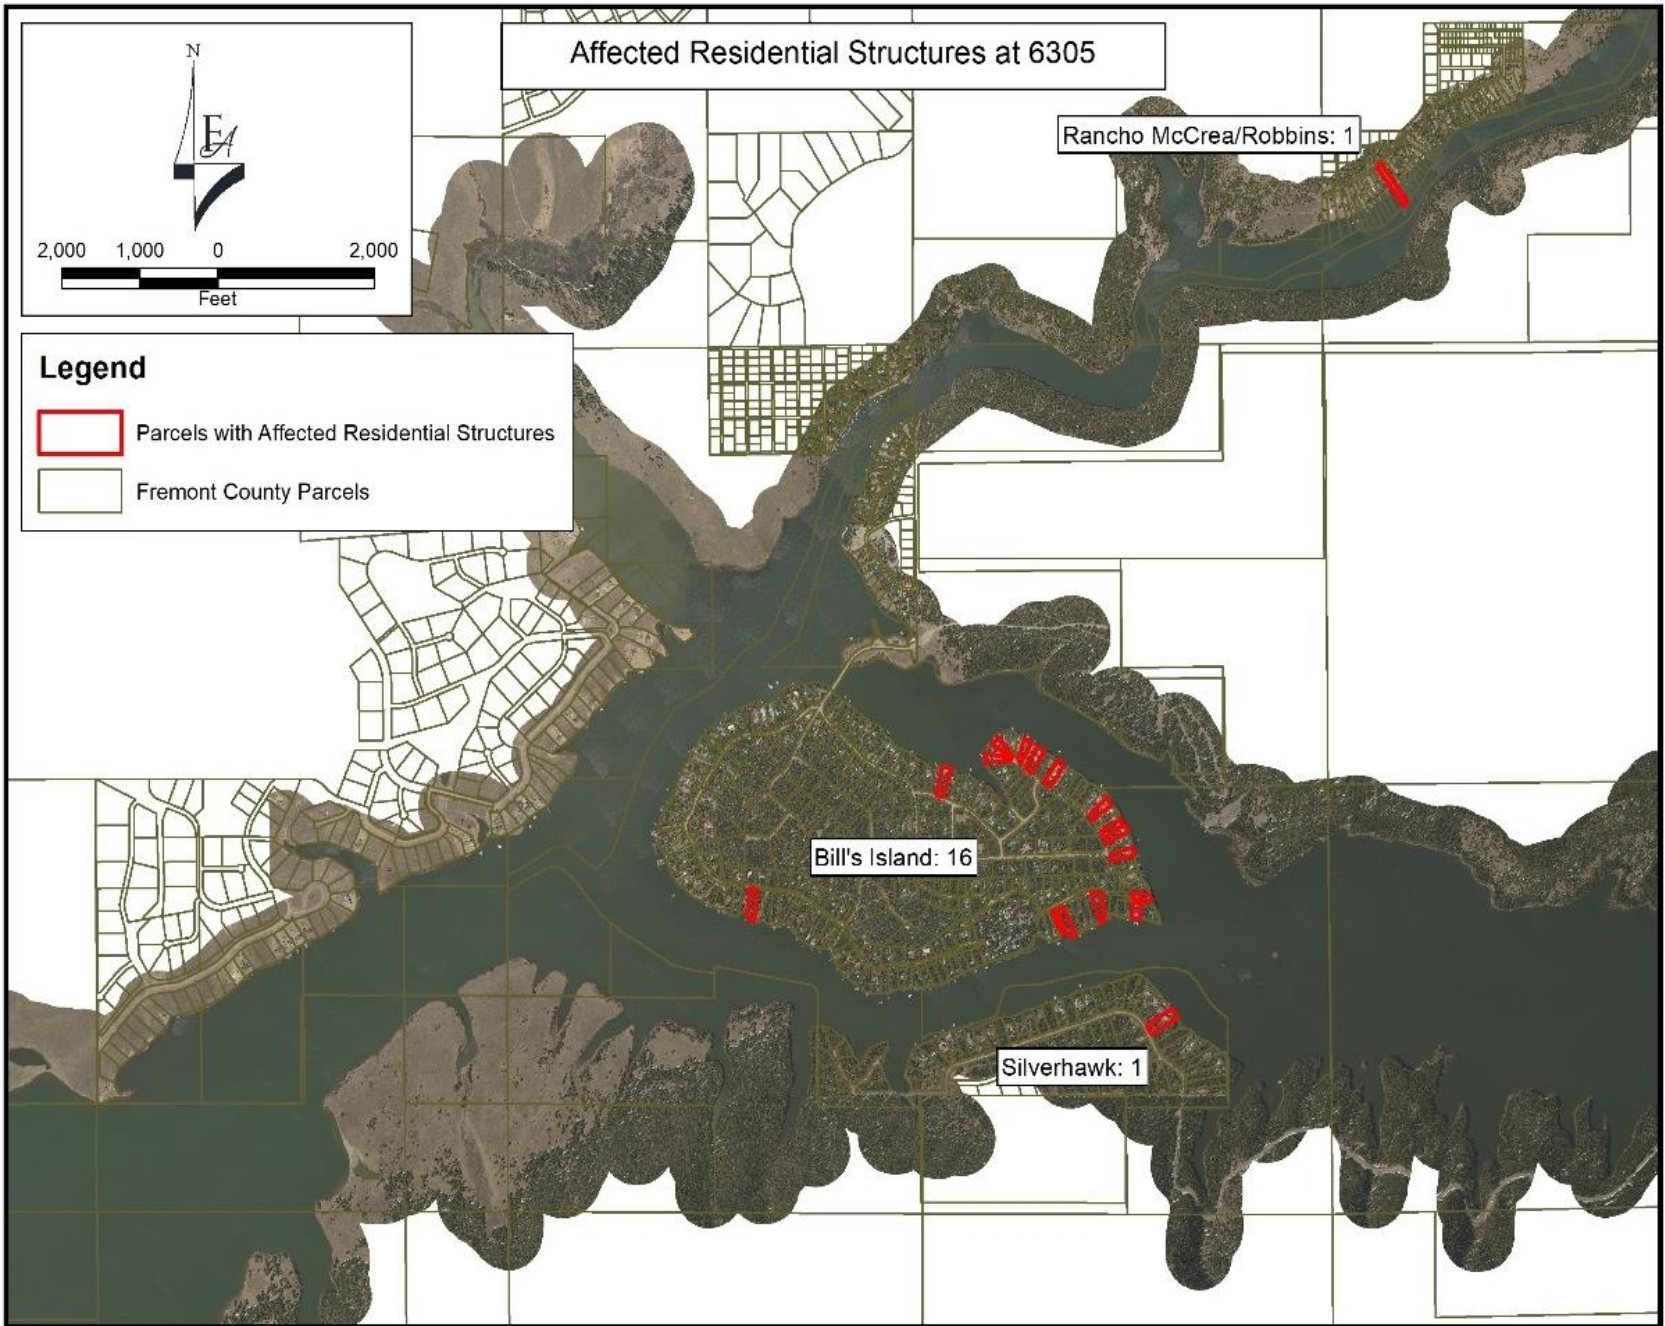 Affected Residential Structures at 6305
N
FA
2,000 1,000 0 2,000
Feet
Legend
Parcels with Affected Residential Structures
Fremont County Parcels
Rancho McCrea/Robbins: 1
Bill's Island: 16
Silverhawk: 1